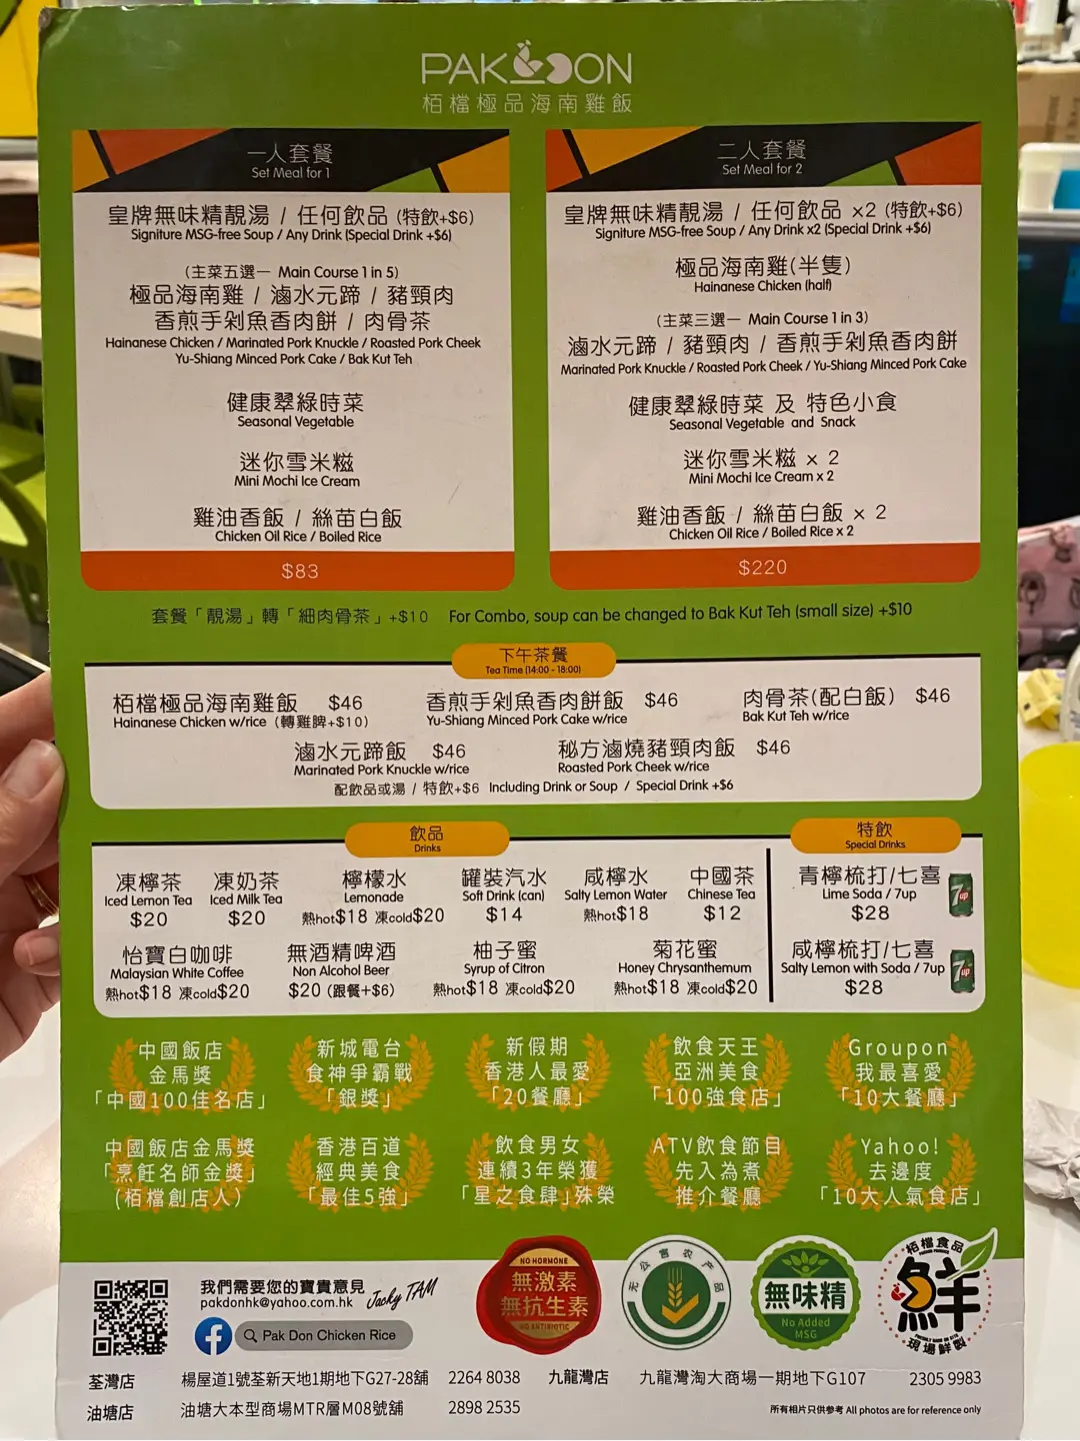 PAK DON
栢檔極品海南雞飯
一人套餐
Set Meal for 1
皇牌無味精靚湯 / 任何飲品 (特飲+$6)
Signiture MSG-free Soup / Any Drink (Special Drink +$6)
(主菜五選一 Main Course 1 in 5)
極品海南雞 / 滷水元蹄 / 豬頸肉
香煎手剁魚香肉餅 / 肉骨茶
Hainanese Chicken / Marinated Pork Knuckle / Roasted Pork Cheek
Yu-Shiang Minced Pork Cake / Bak Kut Teh
健康翠綠時菜
Seasonal Vegetable
迷你雪米糍
Mini Mochi Ice Cream
雞油香飯 / 絲苗白飯
Chicken Oil Rice / Boiled Rice
$83
二人套餐
Set Meal for 2
皇牌無味精靚湯 / 任何飲品 x2 (特飲+$6)
Signiture MSG-free Soup / Any Drink x2 (Special Drink +$6)
極品海南雞(半隻)
Hainanese Chicken (half)
(主菜三選一 Main Course 1 in 3)
滷水元蹄 / 豬頸肉 / 香煎手剁魚香肉餅
Marinated Pork Knuckle / Roasted Pork Cheek / Yu-Shiang Minced Pork Cake
健康翠綠時菜 及 特色小食
Seasonal Vegetable and Snack
迷你雪米糍 x 2
Mini Mochi Ice Cream x 2
雞油香飯 / 絲苗白飯 x 2
Chicken Oil Rice / Boiled Rice x 2
$220
套餐「靚湯」轉「細肉骨茶」+$10 For Combo, soup can be changed to Bak Kut Teh (small size) +$10
下午茶餐
Tea Time (14:00 - 18:00)
栢檔極品海南雞飯 $46
Hainanese Chicken w/rice (轉雞髀+$10)
香煎手剁魚香肉餅飯 $46
Yu-Shiang Minced Pork Cake w/rice
肉骨茶(配白飯) $46
Bak Kut Teh w/rice
滷水元蹄飯 $46
Marinated Pork Knuckle w/rice
秘方滷燒豬頸肉飯 $46
Roasted Pork Cheek w/rice
配飲品或湯 / 特飲+$6 Including Drink or Soup / Special Drink +$6
飲品
Drinks
凍檸茶
Iced Lemon Tea
$20
凍奶茶
Iced Milk Tea
$20
檸檬水
Lemonade
熱hot$18 凍cold$20
罐裝汽水
Soft Drink (can)
$14
咸檸水
Salty Lemon Water
熱hot$18
中國茶
Chinese Tea
$12
怡寶白咖啡
Malaysian White Coffee
熱hot$18 凍cold$20
無酒精啤酒
Non Alcohol Beer
$20 (跟餐+$6)
柚子蜜
Syrup of Citron
熱hot$18 凍cold$20
菊花蜜
Honey Chrysanthemum
熱hot$18 凍cold$20
特飲
Special Drinks
青檸梳打/七喜
Lime Soda / 7up
$28
7up
咸檸梳打/七喜
Salty Lemon with Soda / 7up
$28
7up
中國飯店
金馬獎
「中國100佳名店」
新城電台
食神爭霸戰
「銀獎」
新假期
香港人最愛
「20餐廳」
飲食天王
亞洲美食
「100強食店」
Groupon
我最喜愛
「10大餐廳」
中國飯店金馬獎
「烹飪名師金獎」
(栢檔創店人)
香港百道
經典美食
「最佳5強」
飲食男女
連續3年榮獲
「星之食肆」殊榮
ATV飲食節目
先入為煮
推介餐廳
Yahoo!
去邊度
「10大人氣食店」
我們需要您的寶貴意見
pakdonhk@yahoo.com.hk
Jacky TAM
Pak Don Chicken Rice
NO HORMONE
無激素
無抗生素
NO ANTIBIOTIC
无公害农产品
無味精
No Added
MSG
栢檔食品
鮮
現場鮮製
荃灣店 楊屋道1號荃新天地1期地下G27-28舖 2264 8038
九龍灣店 九龍灣淘大商場一期地下G107 2305 9983
油塘店 油塘大本型商場MTR層M08號舖 2898 2535
所有相片只供參考 All photos are for reference only